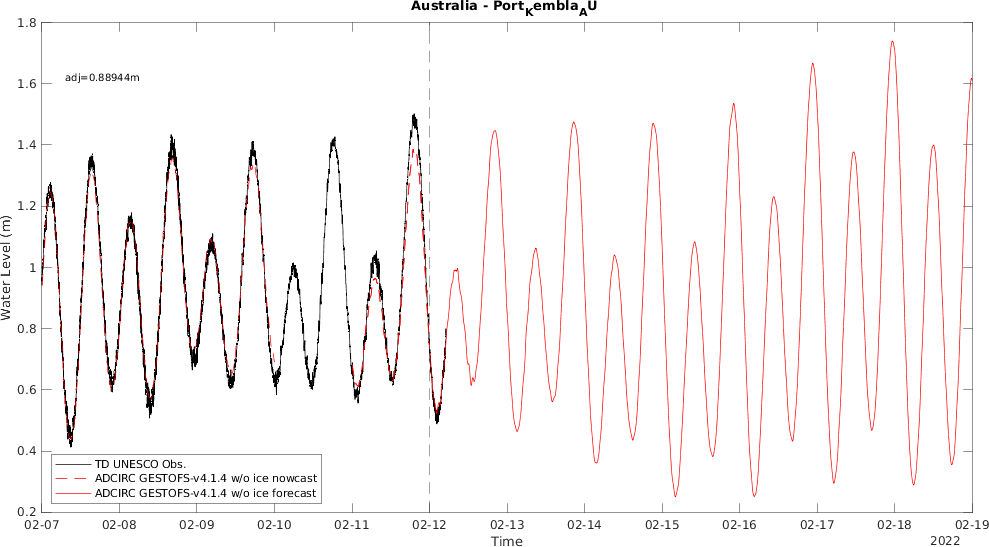 Australia - Port_Kembla_AU
1.8
1.6
1.4
1.2
1
0.8
0.6
0.4
0.2
Water Level (m)
adj=0.88944m
TD UNESCO Obs.
ADCIRC GESTOFS-v4.1.4 w/o ice nowcast
ADCIRC GESTOFS-v4.1.4 w/o ice forecast
02-07 02-08 02-09 02-10 02-11 02-12 02-13 02-14 02-15 02-16 02-17 02-18 02-19
Time
2022